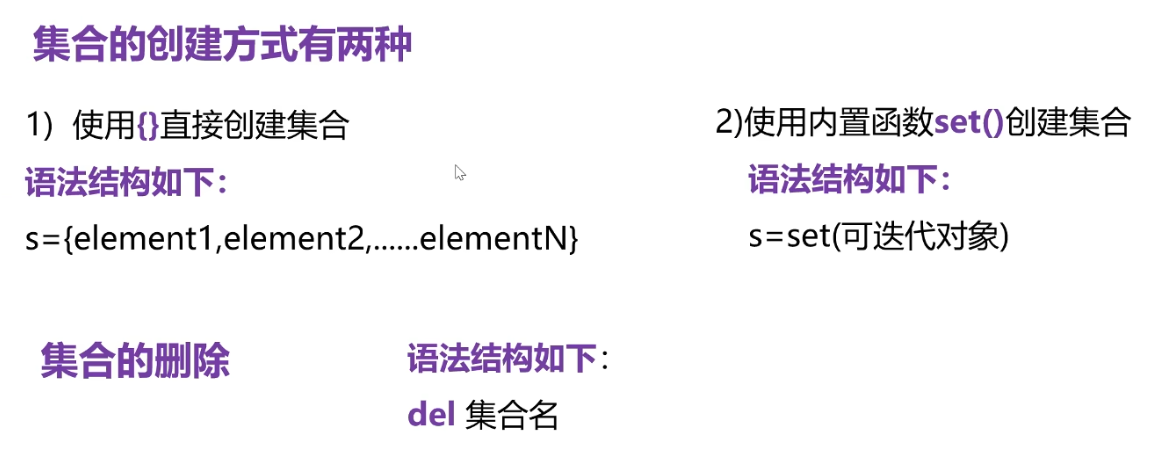 集合的创建方式有两种
1) 使用{}直接创建集合
语法结构如下：
s={element1,element2,......elementN}
2)使用内置函数set()创建集合
语法结构如下：
s=set(可迭代对象)
集合的删除
语法结构如下：
del 集合名